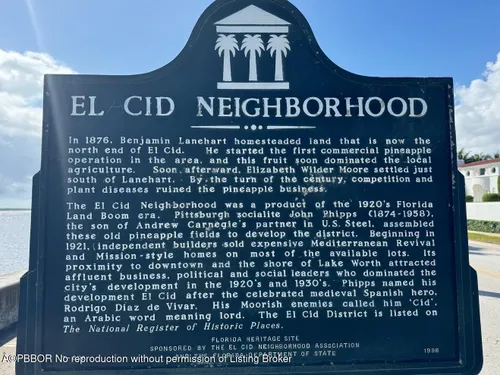 EL CID NEIGHBORHOOD
In 1876, Benjamin Lanehart homesteaded land that is now the
north end of El Cid. He started the first commercial pineapple
operation in the area, and this fruit soon dominated the local
agriculture. Soon afterward, Elizabeth Wilder Moore settled just
south of Lanehart. By the turn of the century, competition and
plant diseases ruined the pineapple business.
The El Cid Neighborhood was a product of the 1920's Florida
Land Boom era. Pittsburgh socialite John Phipps (1874-1958),
the son of Andrew Carnegie's partner in U.S. Steel, assembled
these old pineapple fields to develop the district. Beginning in
1921, independent builders sold expensive Mediterranean Revival
and Mission-style homes on most of the available lots. Its
proximity to downtown and the shore of Lake Worth attracted
affluent business, political and social leaders who dominated the
city's development in the 1920's and 1930's. Phipps named his
development El Cid after the celebrated medieval Spanish hero,
Rodrigo Diaz de Vivar. His Moorish enemies called him 'Cid',
an Arabic word meaning lord. The El Cid District is listed on
The National Register of Historic Places.
FLORIDA HERITAGE SITE
SPONSORED BY THE EL CID NEIGHBORHOOD ASSOCIATION
AND THE FLORIDA DEPARTMENT OF STATE 1998
PBBOR No reproduction without permission of Listing Broker